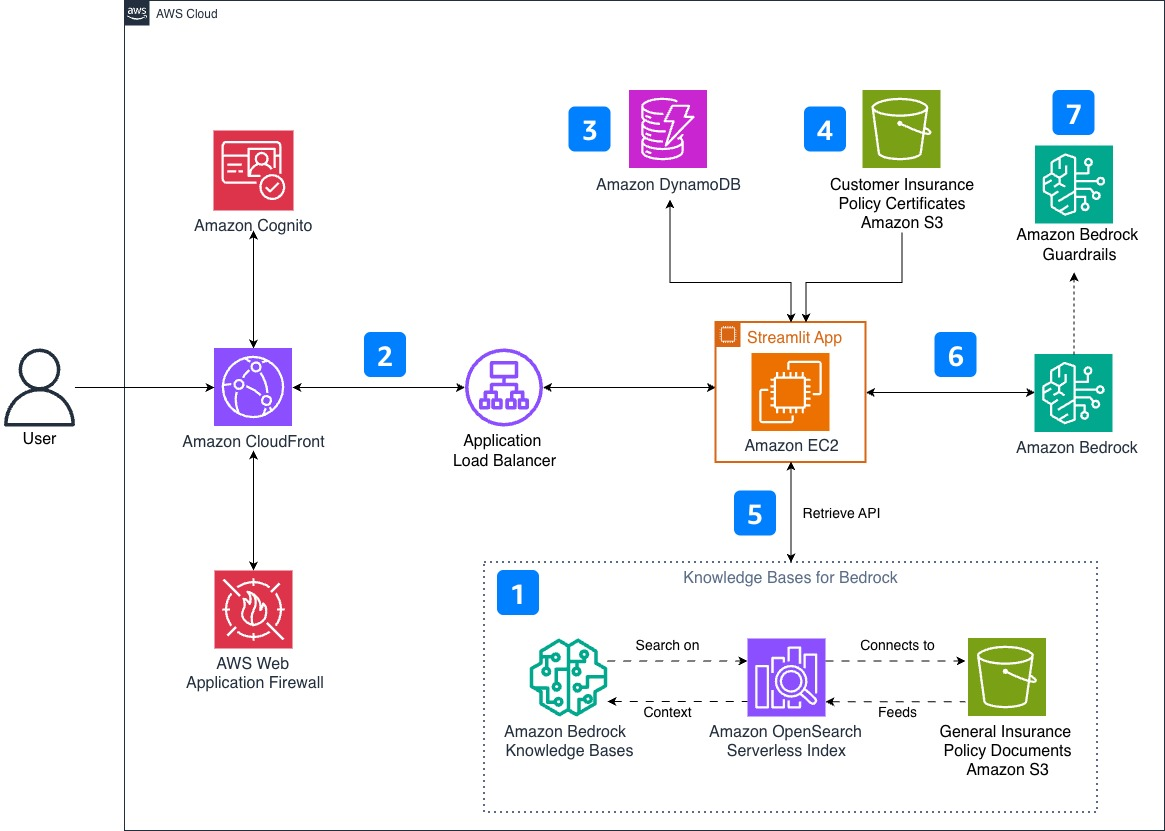 aws
AWS Cloud
3
4
7
Amazon DynamoDB
Customer Insurance
Policy Certificates
Amazon S3
Amazon Cognito
Amazon Bedrock
Guardrails
2
Streamlit App
6
User
Amazon CloudFront
Application
Load Balancer
Amazon EC2
Amazon Bedrock
5
Retrieve API
Knowledge Bases for Bedrock
1
AWS Web
Application Firewall
Search on
Connects to
Context
Feeds
Amazon Bedrock
Knowledge Bases
Amazon OpenSearch
Serverless Index
General Insurance
Policy Documents
Amazon S3